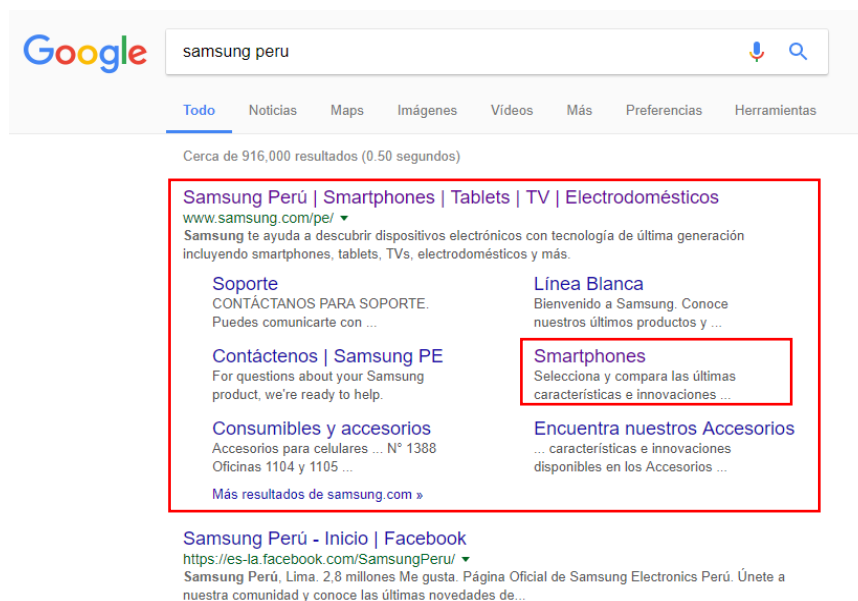 Google
samsung peru
Todo Noticias Maps Imágenes Vídeos Más Preferencias Herramientas
Cerca de 916,000 resultados (0.50 segundos)
Samsung Perú | Smartphones | Tablets | TV | Electrodomésticos
www.samsung.com/pe/
Samsung te ayuda a descubrir dispositivos electrónicos con tecnología de última generación
incluyendo smartphones, tablets, TVs, electrodomésticos y más.
Soporte
CONTÁCTANOS PARA SOPORTE.
Puedes comunicarte con ...
Línea Blanca
Bienvenido a Samsung. Conoce
nuestros últimos productos y ...
Contáctenos | Samsung PE
For questions about your Samsung
product, we're ready to help.
Smartphones
Selecciona y compara las últimas
características e innovaciones ...
Consumibles y accesorios
Accesorios para celulares ... N° 1388
Oficinas 1104 y 1105 ...
Encuentra nuestros Accesorios
... características e innovaciones
disponibles en los Accesorios ...
Más resultados de samsung.com »
Samsung Perú - Inicio | Facebook
https://es-la.facebook.com/SamsungPeru/
Samsung Perú, Lima. 2,8 millones Me gusta. Página Oficial de Samsung Electronics Perú. Únete a
nuestra comunidad y conoce las últimas novedades de...